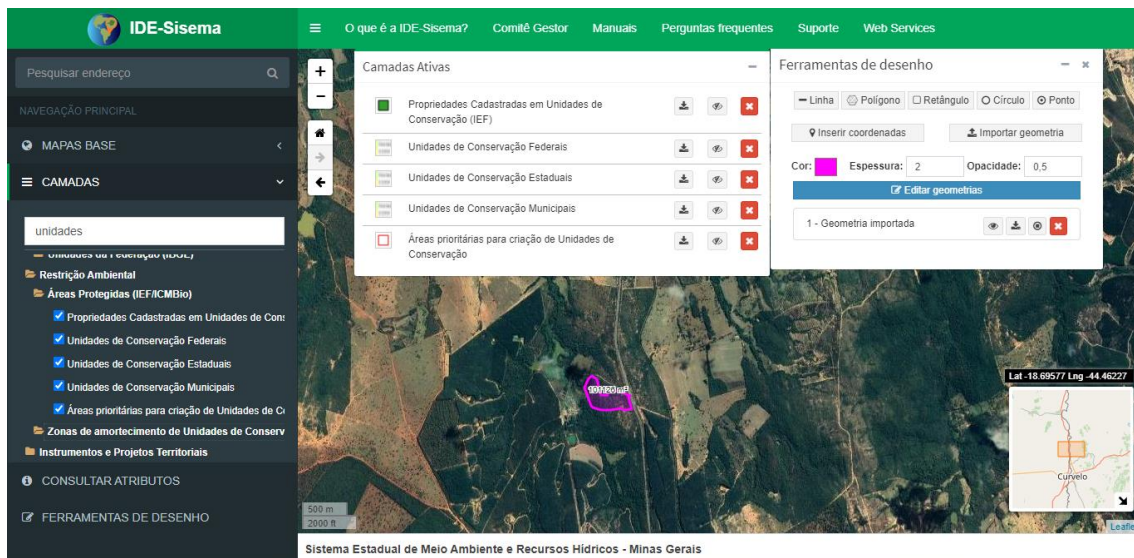 IDE-Sisema
O que é a IDE-Sisema? Comitê Gestor Manuais Perguntas frequentes Suporte Web Services
Pesquisar endereço
NAVEGAÇÃO PRINCIPAL
MAPAS BASE
CAMADAS
unidades
Unidades da Federação (IBGE)
Restrição Ambiental
Áreas Protegidas (IEF/ICMBio)
Propriedades Cadastradas em Unidades de Cons
Unidades de Conservação Federais
Unidades de Conservação Estaduais
Unidades de Conservação Municipais
Áreas prioritárias para criação de Unidades de Co
Zonas de amortecimento de Unidades de Conserv
Instrumentos e Projetos Territoriais
CONSULTAR ATRIBUTOS
FERRAMENTAS DE DESENHO
+
−
Camadas Ativas
Propriedades Cadastradas em Unidades de
Conservação (IEF)
Unidades de Conservação Federais
Unidades de Conservação Estaduais
Unidades de Conservação Municipais
Áreas prioritárias para criação de Unidades de
Conservação
Ferramentas de desenho
Linha Polígono Retângulo Círculo Ponto
Inserir coordenadas Importar geometria
Cor: Espessura: 2 Opacidade: 0,5
Editar geometrias
1 - Geometria importada
Lat -18.69577 Lng -44.46227
Curvelo
500 m
2000 ft
Leafle
Sistema Estadual de Meio Ambiente e Recursos Hídricos - Minas Gerais